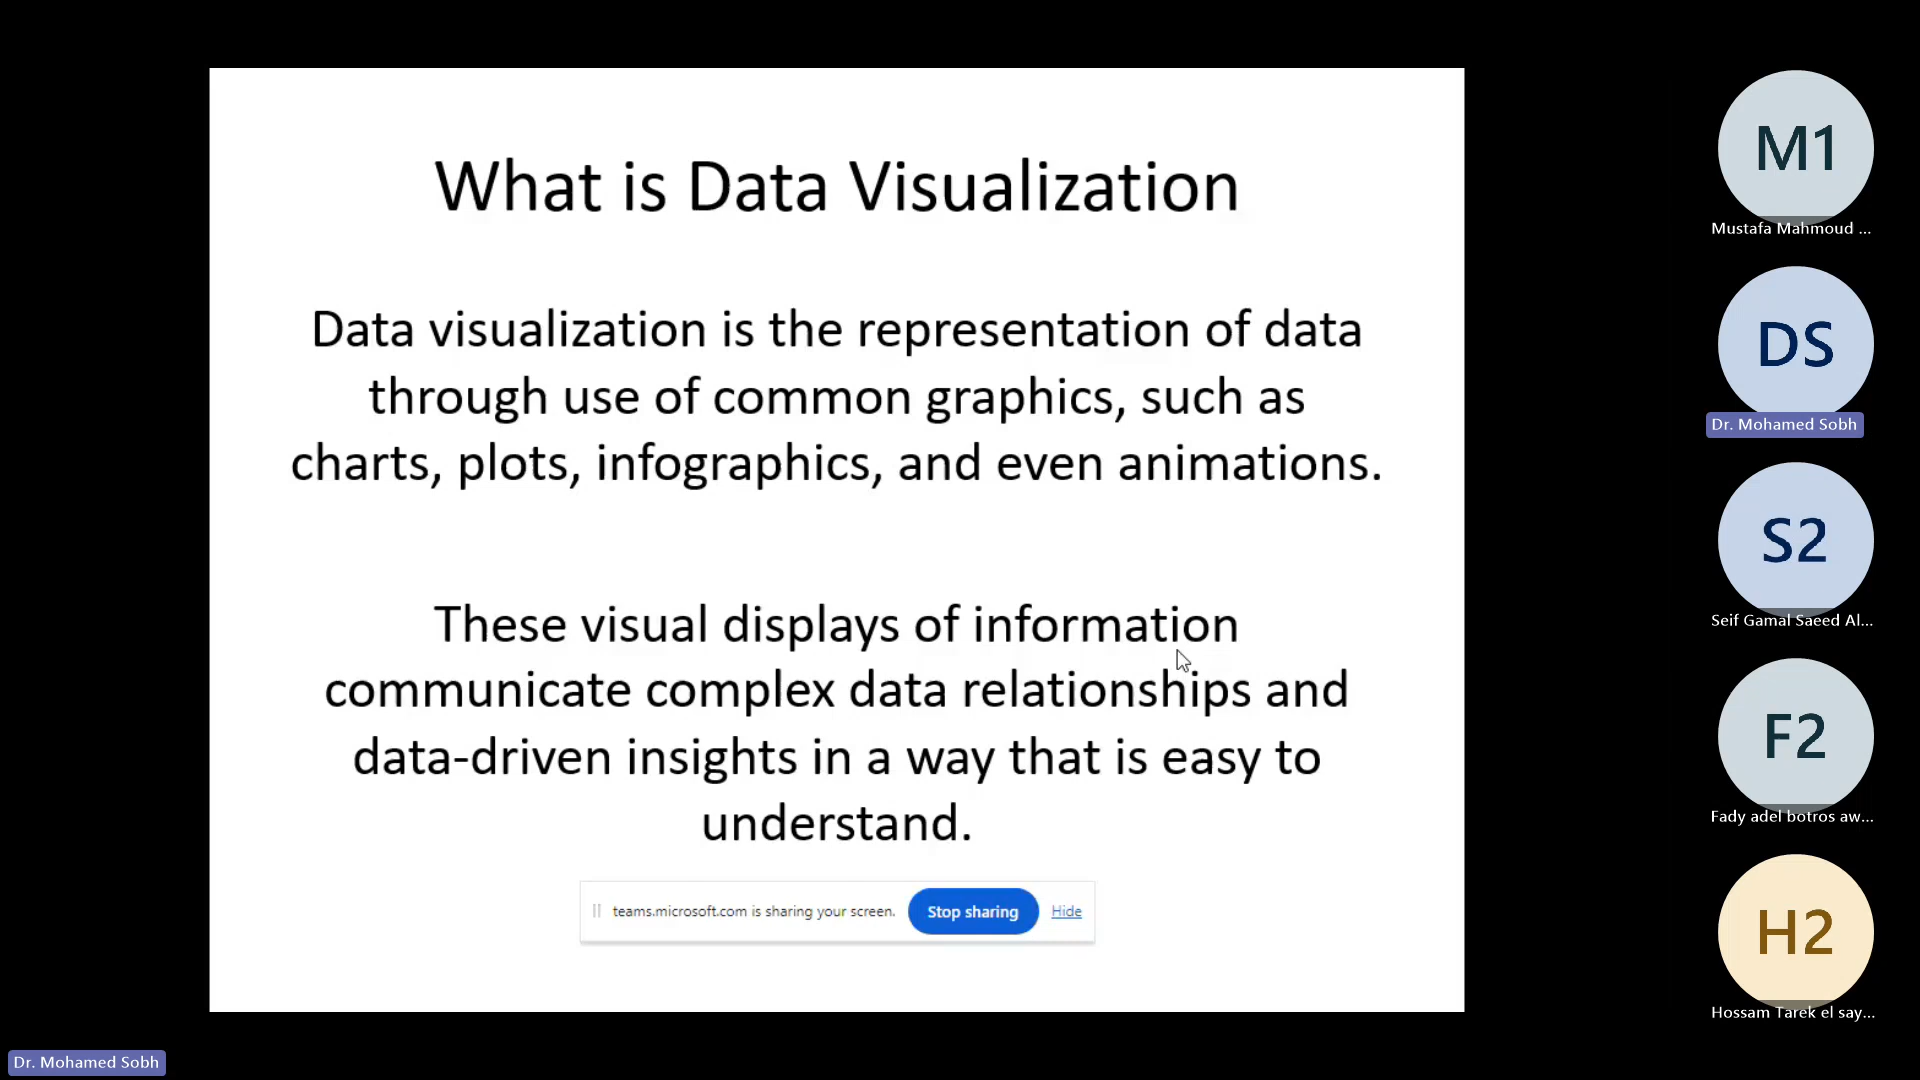 What is Data Visualization
Data visualization is the representation of data
through use of common graphics, such as
charts, plots, infographics, and even animations.
These visual displays of information
communicate complex data relationships and
data-driven insights in a way that is easy to
understand.
teams.microsoft.com is sharing your screen.
Stop sharing
Hide
M1
Mustafa Mahmoud ...
DS
Dr. Mohamed Sobh
S2
Seif Gamal Saeed Al...
F2
Fady adel botros aw...
H2
Hossam Tarek el say...
Dr. Mohamed Sobh